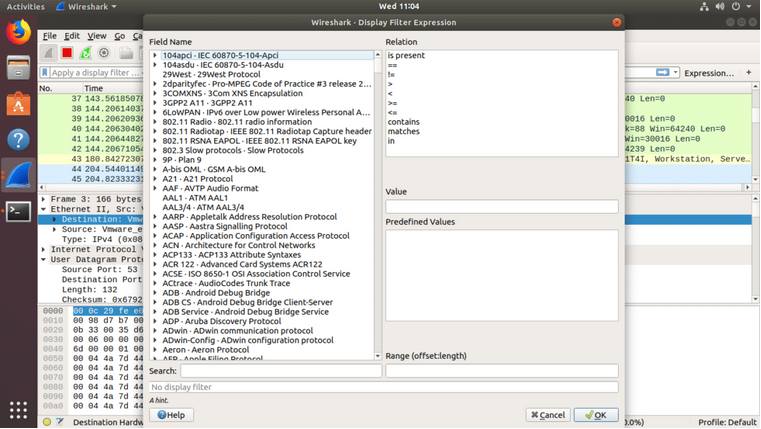 Activities Wireshark Wed 11:04
Wireshark · Display Filter Expression
File Edit View Go Ca
Apply a display filter Expression… +
No. Time
37 143.56185078
38 144.20614037
39 144.20620936
40 144.20630402
41 144.20644827
42 144.20671054
43 180.84227307
44 204.54401149
45 204.82333231
240 Len=0
30016 Len=0
k=88 Win=64240 Len=0
Win=30016 Len=0
4239 Len=0
1T4I, Workstation, Serve…
Frame 3: 166 bytes
Ethernet II, Src: V
Destination: Vmw
Source: Vmware_e
Type: IPv4 (0x08
Internet Protocol V
User Datagram Proto
Source Port: 53
Destination Port
Length: 132
Checksum: 0x6792
0000 00 0c 29 fe e0
0010 00 98 d7 b7 00
0020 0b 33 00 35 d6
0030 00 06 00 00 00
0040 6d 00 00 01 00
0050 00 04 4a 7d 44
0060 00 04 4a 7d 44
0070 00 04 4a 7d 44
0080 00 04 4a 7d 44
0090 00 04 4a 7d 44
00a0 00 04 4a 7d 44
Field Name
104apci · IEC 60870-5-104-Apci
104asdu · IEC 60870-5-104-Asdu
29West · 29West Protocol
2dparityfec · Pro-MPEG Code of Practice #3 release 2…
3COMXNS · 3Com XNS Encapsulation
3GPP2 A11 · 3GPP2 A11
6LoWPAN · IPv6 over Low power Wireless Personal A…
802.11 Radio · 802.11 radio information
802.11 Radiotap · IEEE 802.11 Radiotap Capture header
802.11 RSNA EAPOL · IEEE 802.11 RSNA EAPOL key
802.3 Slow protocols · Slow Protocols
9P · Plan 9
A-bis OML · GSM A-bis OML
A21 · A21 Protocol
AAF · AVTP Audio Format
AAL1 · ATM AAL1
AAL3/4 · ATM AAL3/4
AARP · Appletalk Address Resolution Protocol
AASP · Aastra Signalling Protocol
ACAP · Application Configuration Access Protocol
ACN · Architecture for Control Networks
ACP133 · ACP133 Attribute Syntaxes
ACR 122 · Advanced Card Systems ACR122
ACSE · ISO 8650-1 OSI Association Control Service
ACtrace · AudioCodes Trunk Trace
ADB · Android Debug Bridge
ADB CS · Android Debug Bridge Client-Server
ADB Service · Android Debug Bridge Service
ADP · Aruba Discovery Protocol
ADwin · ADwin communication protocol
ADwin-Config · ADwin configuration protocol
Aeron · Aeron Protocol
AFP · Apple Filing Protocol
Search:
Relation
is present
==
!=
>
<
>=
<=
contains
matches
in
Value
Predefined Values
Range (offset:length)
No display filter
A hint.
Help Cancel OK
Destination Hardw
.0%) Profile: Default